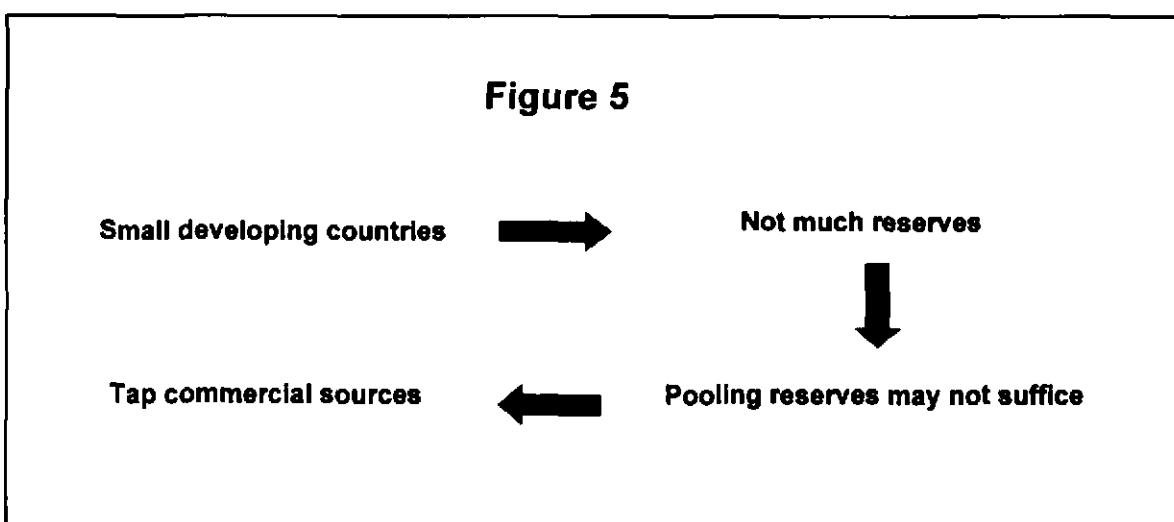 Figure 5
Small developing countries
Not much reserves
Pooling reserves may not suffice
Tap commercial sources